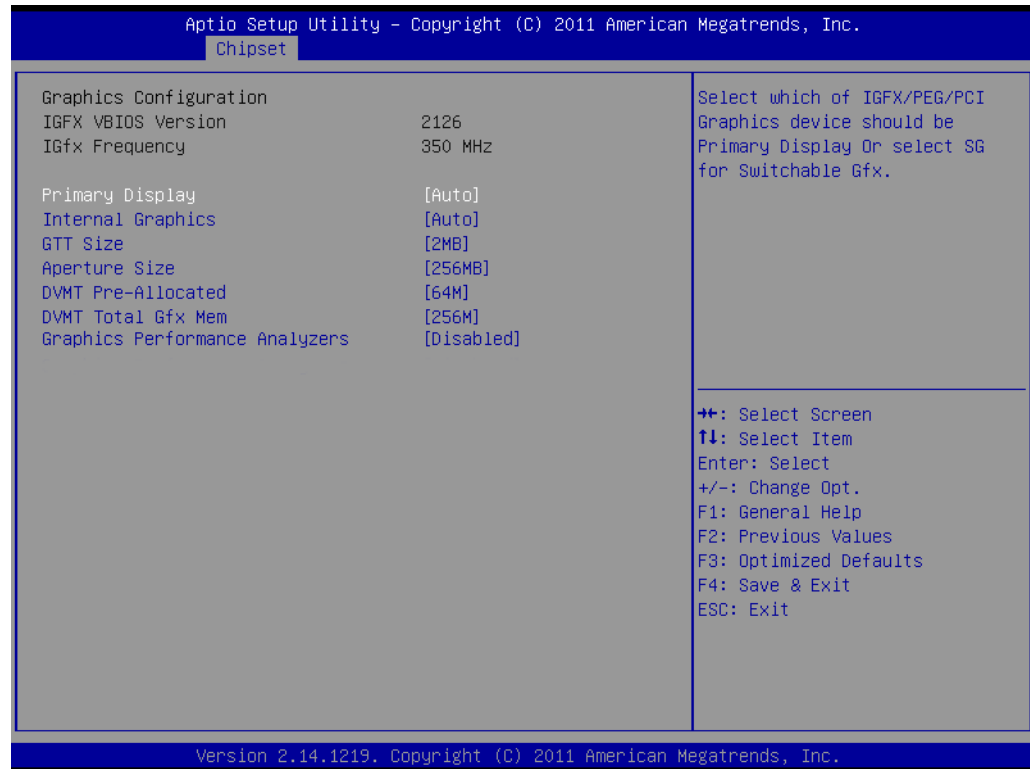 Aptio Setup Utility – Copyright (C) 2011 American Megatrends, Inc.
Chipset
Graphics Configuration
IGFX VBIOS Version 2126
IGfx Frequency 350 MHz
Primary Display [Auto]
Internal Graphics [Auto]
GTT Size [2MB]
Aperture Size [256MB]
DVMT Pre-Allocated [64M]
DVMT Total Gfx Mem [256M]
Graphics Performance Analyzers [Disabled]
Select which of IGFX/PEG/PCI
Graphics device should be
Primary Display Or select SG
for Switchable Gfx.
→←: Select Screen
↑↓: Select Item
Enter: Select
+/-: Change Opt.
F1: General Help
F2: Previous Values
F3: Optimized Defaults
F4: Save & Exit
ESC: Exit
Version 2.14.1219. Copyright (C) 2011 American Megatrends, Inc.